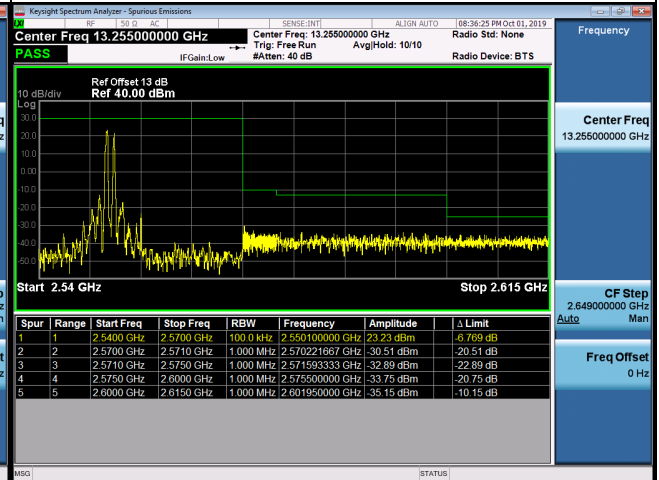 Keysight Spectrum Analyzer - Spurious Emissions
LXI RF 50 Ω AC SENSE:INT ALIGN AUTO 08:36:25 PM Oct 01, 2019
Center Freq 13.255000000 GHz
Center Freq: 13.255000000 GHz
Radio Std: None
Trig: Free Run Avg|Hold: 10/10
PASS
IFGain:Low
#Atten: 40 dB
Radio Device: BTS
Ref Offset 13 dB
10 dB/div Ref 40.00 dBm
Log
30.0
20.0
10.0
0.00
-10.0
-20.0
-30.0
-40.0
-50.0
Start 2.54 GHz
Stop 2.615 GHz
Spur Range Start Freq Stop Freq RBW Frequency Amplitude Δ Limit
1 1 2.5400 GHz 2.5700 GHz 100.0 kHz 2.550100000 GHz 23.23 dBm -6.769 dB
2 2 2.5700 GHz 2.5710 GHz 1.000 MHz 2.570221667 GHz -30.51 dBm -20.51 dB
3 3 2.5710 GHz 2.5750 GHz 1.000 MHz 2.571593333 GHz -32.89 dBm -22.89 dB
4 4 2.5750 GHz 2.6000 GHz 1.000 MHz 2.575500000 GHz -33.75 dBm -20.75 dB
5 5 2.6000 GHz 2.6150 GHz 1.000 MHz 2.601950000 GHz -35.15 dBm -10.15 dB
MSG
STATUS
Frequency
Center Freq
13.255000000 GHz
CF Step
2.649000000 GHz
Auto Man
Freq Offset
0 Hz